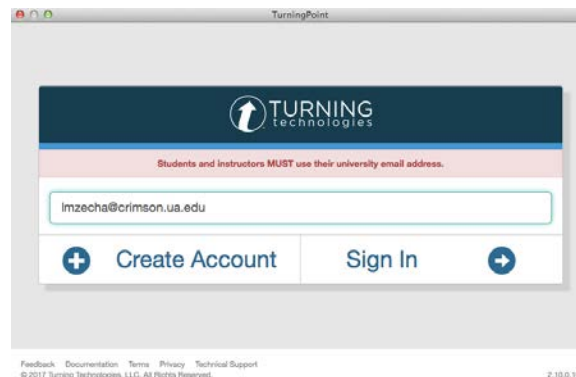 TurningPoint
TURNING
technologies
Students and instructors MUST use their university email address.
lmzecha@crimson.ua.edu
Create Account
Sign In
Feedback Documentation Terms Privacy Technical Support
© 2017 Turning Technologies, LLC. All Rights Reserved.
2.10.0.1